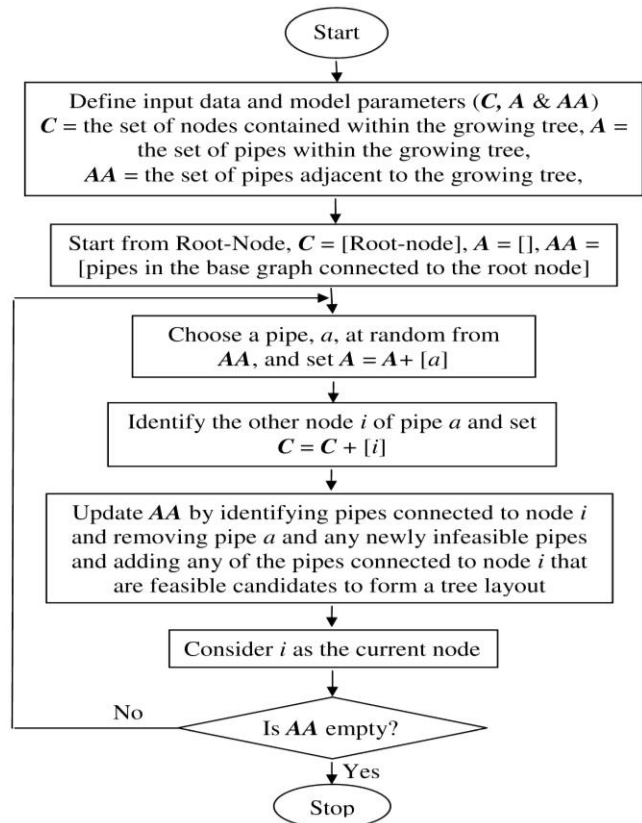 Start
Define input data and model parameters (C, A & AA)
C = the set of nodes contained within the growing tree, A =
the set of pipes within the growing tree,
AA = the set of pipes adjacent to the growing tree,
Start from Root-Node, C = [Root-node], A = [], AA =
[pipes in the base graph connected to the root node]
Choose a pipe, a, at random from
AA, and set A = A+ [a]
Identify the other node i of pipe a and set
C = C + [i]
Update AA by identifying pipes connected to node i
and removing pipe a and any newly infeasible pipes
and adding any of the pipes connected to node i that
are feasible candidates to form a tree layout
Consider i as the current node
No
Is AA empty?
Yes
Stop